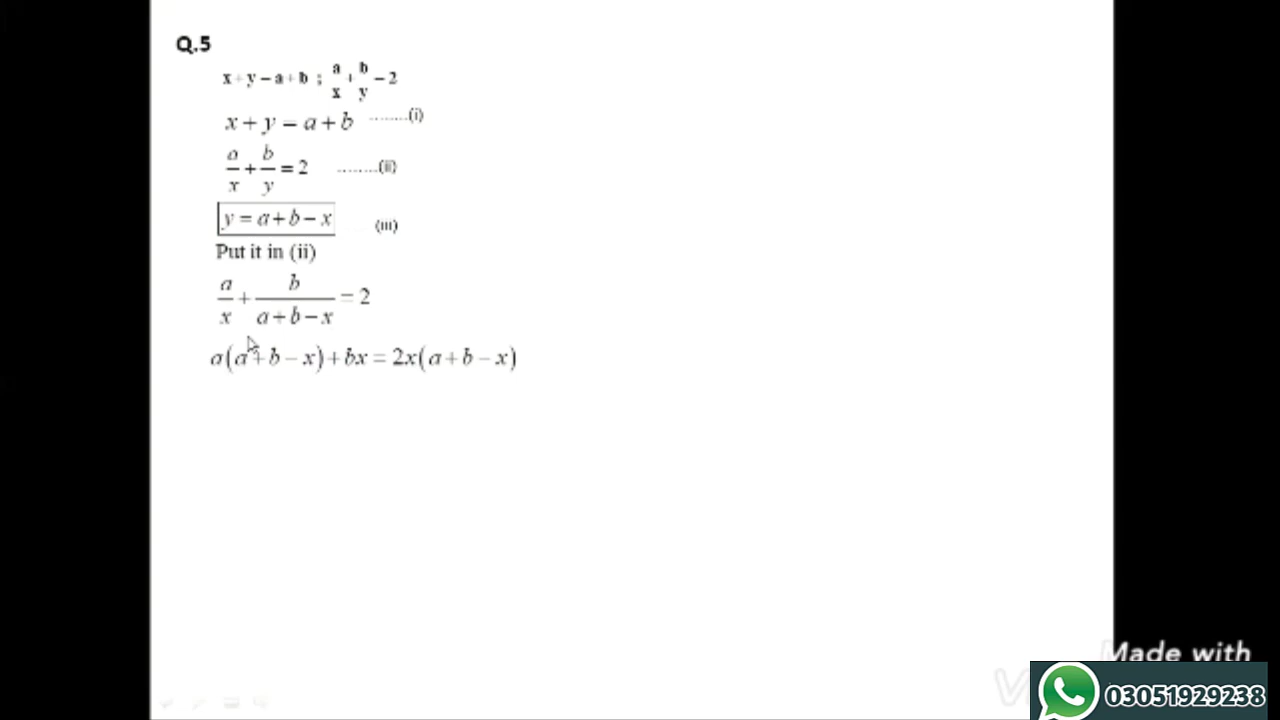 Q.5
x + y = a + b ; a/x + b/y = 2
x + y = a + b ........(i)
a/x + b/y = 2 ........(ii)
y = a + b − x (iii)
Put it in (ii)
a/x + b/(a + b − x) = 2
a(a + b − x) + bx = 2x(a + b − x)
Made with
03051929238